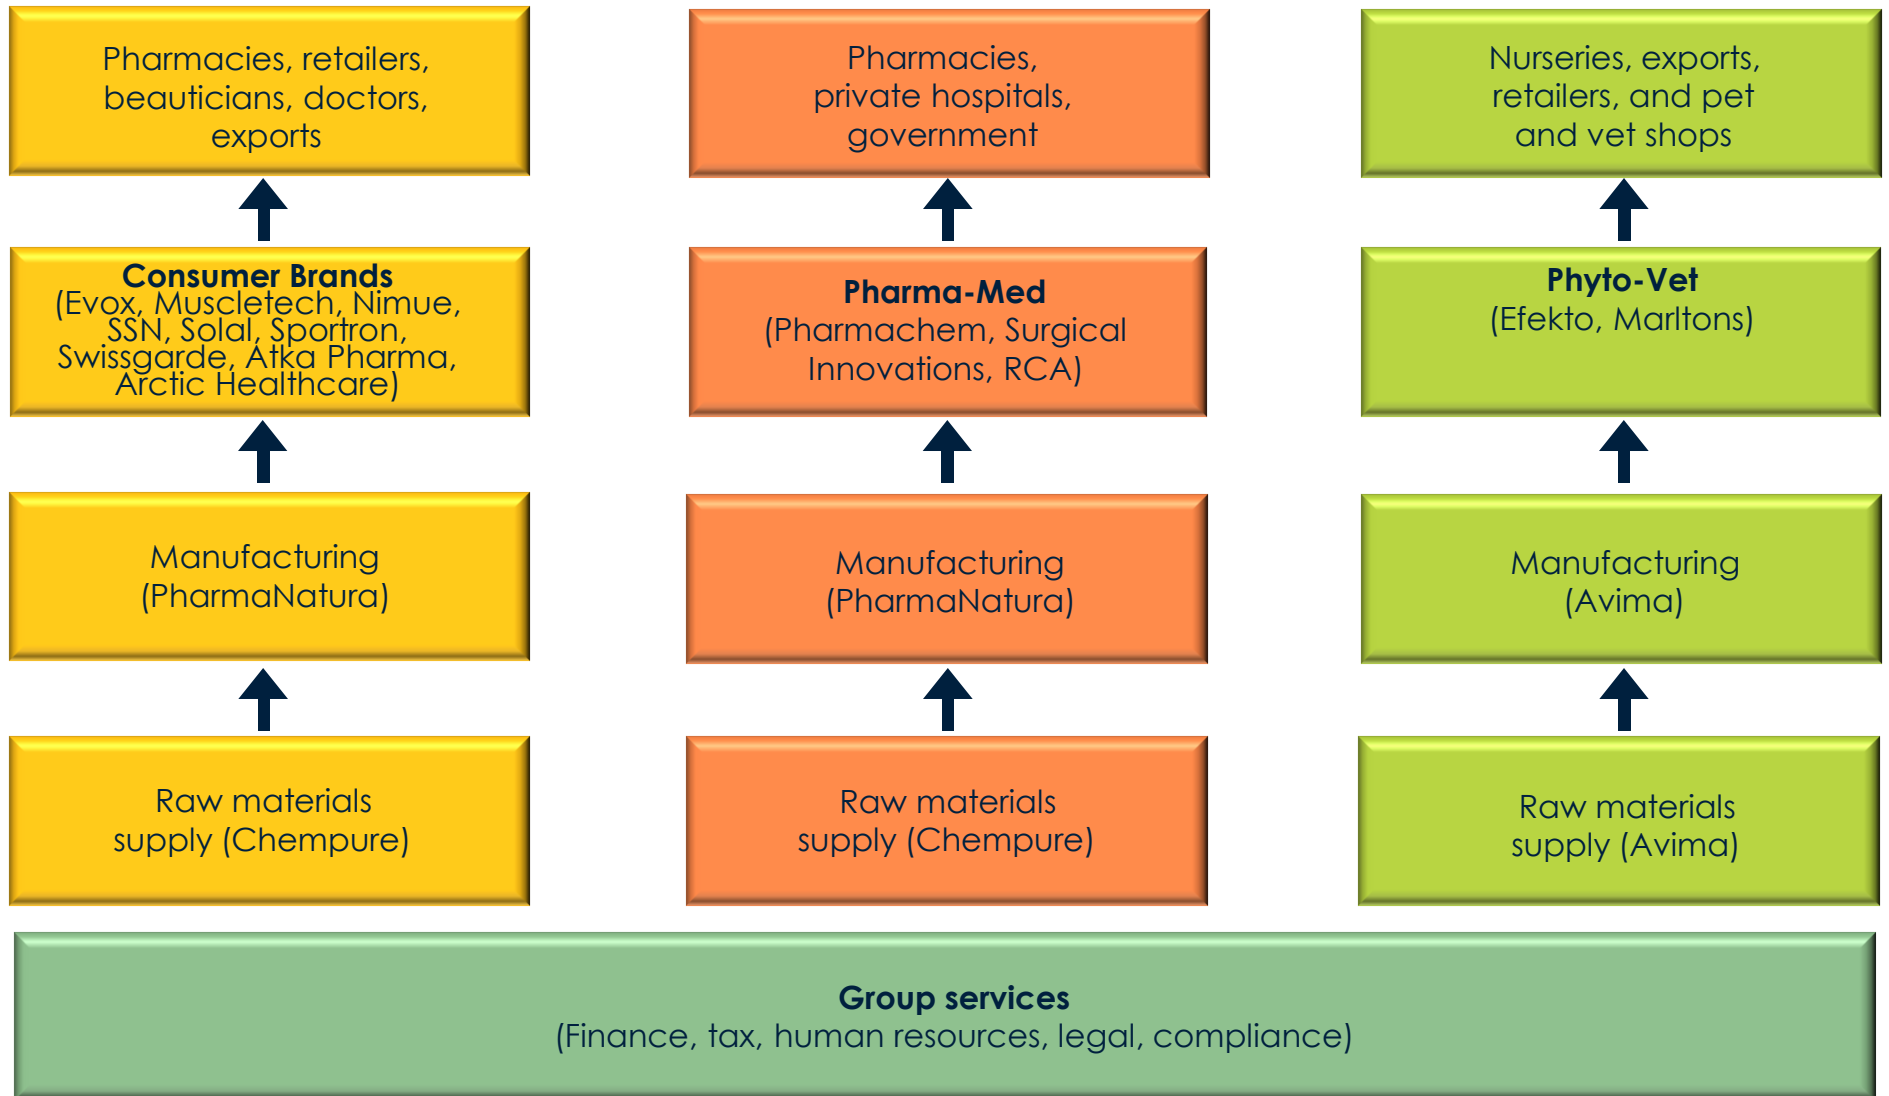 Pharmacies, retailers,
beauticians, doctors,
exports
Pharmacies,
private hospitals,
government
Nurseries, exports,
retailers, and pet
and vet shops
Consumer Brands
(Evox, Muscletech, Nimue,
SSN, Solal, Sportron,
Swissgarde, Atka Pharma,
Arctic Healthcare)
Pharma-Med
(Pharmachem, Surgical
Innovations, RCA)
Phyto-Vet
(Efekto, Marltons)
Manufacturing
(PharmaNatura)
Manufacturing
(PharmaNatura)
Manufacturing
(Avima)
Raw materials
supply (Chempure)
Raw materials
supply (Chempure)
Raw materials
supply (Avima)
Group services
(Finance, tax, human resources, legal, compliance)